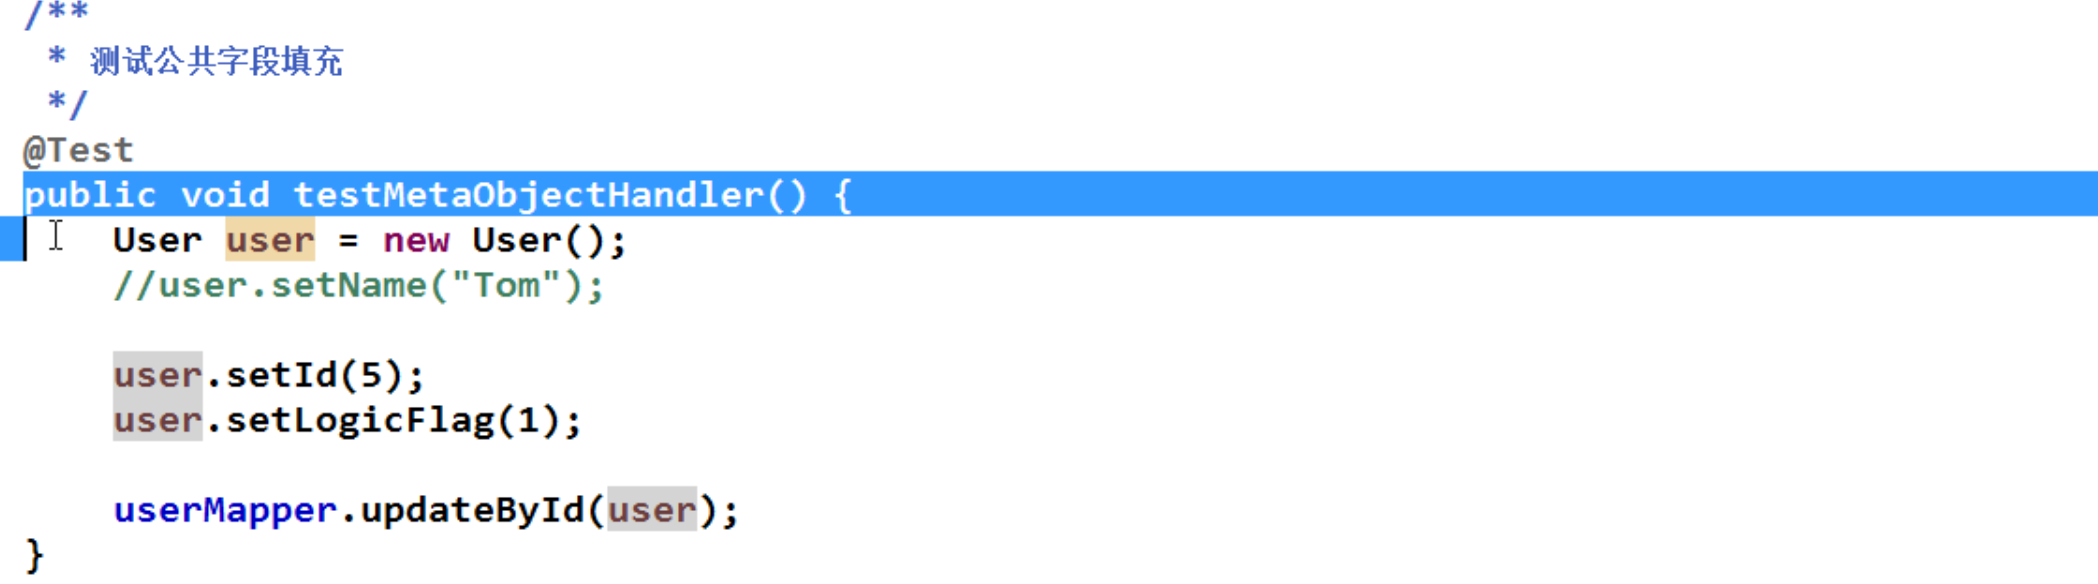 /**
 * 测试公共字段填充
 */
@Test
public void testMetaObjectHandler() {
    User user = new User();
    //user.setName("Tom");
    user.setId(5);
    user.setLogicFlag(1);
    userMapper.updateById(user);
}